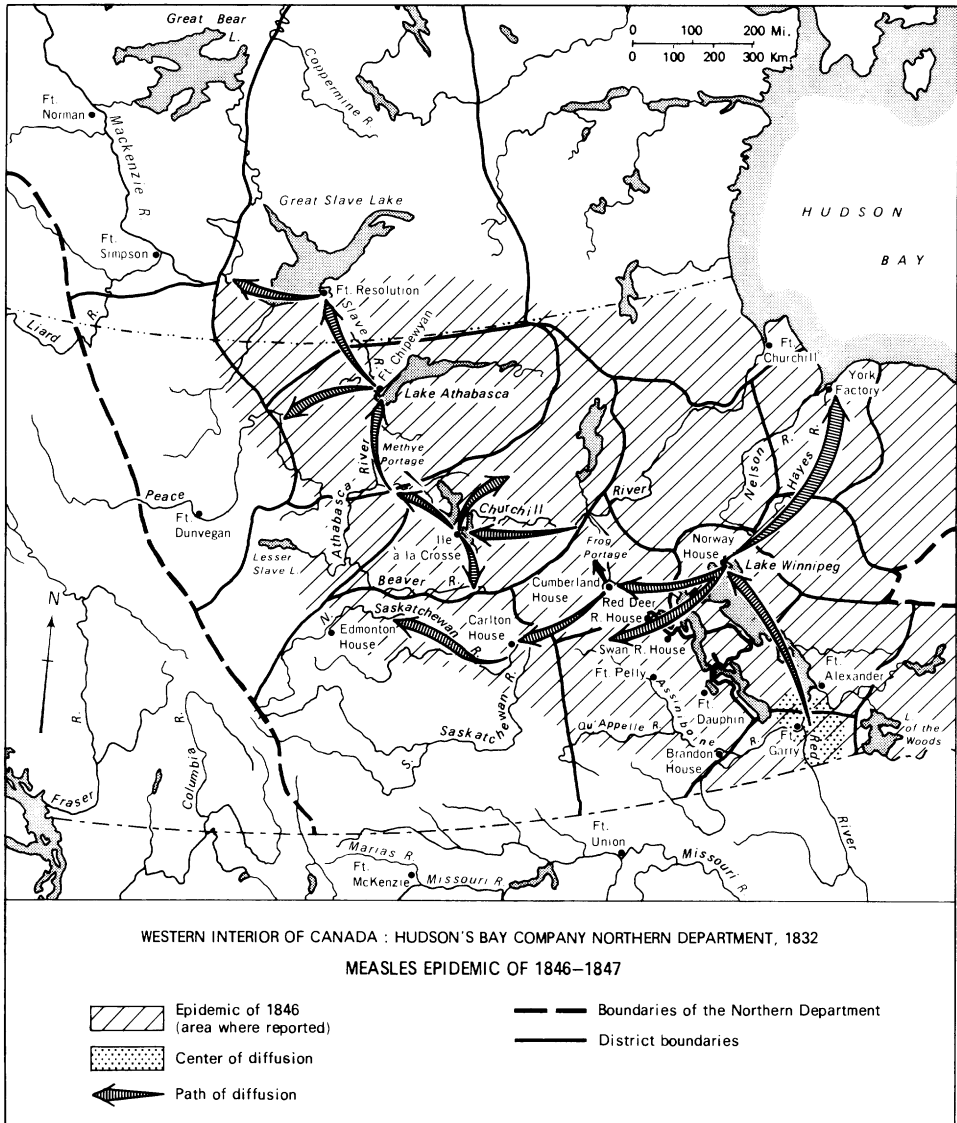 Great Bear
L.
0 100 200 Mi.
0 100 200 300 Km.
Coppermine R.
Ft.
Norman
Mackenzie R.
Great Slave Lake
HUDSON
BAY
Ft.
Simpson
Ft. Resolution
Liard R.
Slave R.
Ft. Chipewyan
Ft.
Churchill
York
Factory
Lake Athabasca
Methye
Portage
Nelson R.
Hayes R.
Athabasca River
Peace
Churchill River
Ft.
Dunvegan
Ile
à la Crosse
Frog
Portage
Norway
House
Lake Winnipeg
Lesser
Slave L.
Beaver R.
Cumberland
House
Red Deer
R. House
N
N. Saskatchewan R.
Carlton
House
Edmonton
House
Swan R. House
Ft. Pelly
Ft.
Alexander
Assiniboine R.
Ft.
Dauphin
Saskatchewan R.
S.
Qu'Appelle R.
L.
of the
Woods
Ft.
Garry
Red River
Brandon
House
R.
Columbia R.
Fraser
Ft.
Union
Marias R.
Ft.
McKenzie
Missouri R
Missouri R.
WESTERN INTERIOR OF CANADA : HUDSON'S BAY COMPANY NORTHERN DEPARTMENT, 1832
MEASLES EPIDEMIC OF 1846–1847
Epidemic of 1846
(area where reported)
Boundaries of the Northern Department
Center of diffusion
District boundaries
Path of diffusion